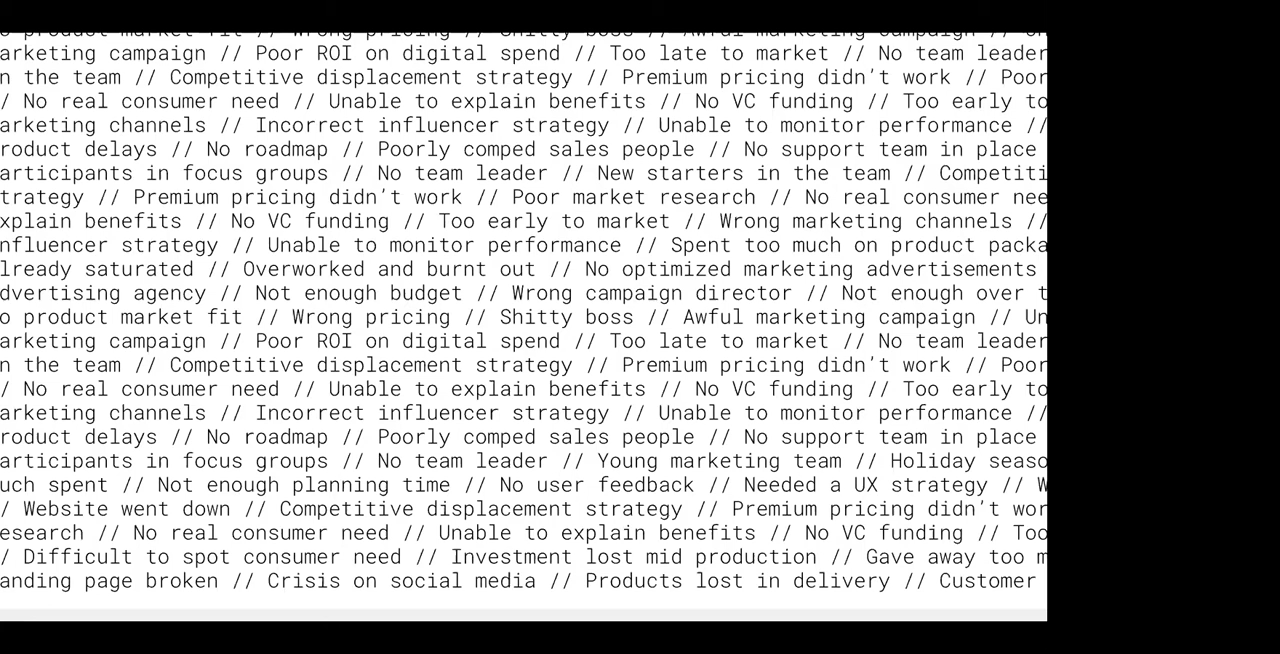 o product market fit // Wrong pricing // Shitty boss // Awful marketing campaign // Un
arketing campaign // Poor ROI on digital spend // Too late to market // No team leader
n the team // Competitive displacement strategy // Premium pricing didn't work // Poor
/ No real consumer need // Unable to explain benefits // No VC funding // Too early to
arketing channels // Incorrect influencer strategy // Unable to monitor performance //
roduct delays // No roadmap // Poorly comped sales people // No support team in place
articipants in focus groups // No team leader // New starters in the team // Competiti
trategy // Premium pricing didn't work // Poor market research // No real consumer nee
xplain benefits // No VC funding // Too early to market // Wrong marketing channels //
nfluencer strategy // Unable to monitor performance // Spent too much on product packa
lready saturated // Overworked and burnt out // No optimized marketing advertisements
dvertising agency // Not enough budget // Wrong campaign director // Not enough over t
o product market fit // Wrong pricing // Shitty boss // Awful marketing campaign // Un
arketing campaign // Poor ROI on digital spend // Too late to market // No team leader
n the team // Competitive displacement strategy // Premium pricing didn't work // Poor
/ No real consumer need // Unable to explain benefits // No VC funding // Too early to
arketing channels // Incorrect influencer strategy // Unable to monitor performance //
roduct delays // No roadmap // Poorly comped sales people // No support team in place
articipants in focus groups // No team leader // Young marketing team // Holiday seaso
uch spent // Not enough planning time // No user feedback // Needed a UX strategy // W
/ Website went down // Competitive displacement strategy // Premium pricing didn't wor
esearch // No real consumer need // Unable to explain benefits // No VC funding // Too
/ Difficult to spot consumer need // Investment lost mid production // Gave away too m
anding page broken // Crisis on social media // Products lost in delivery // Customer